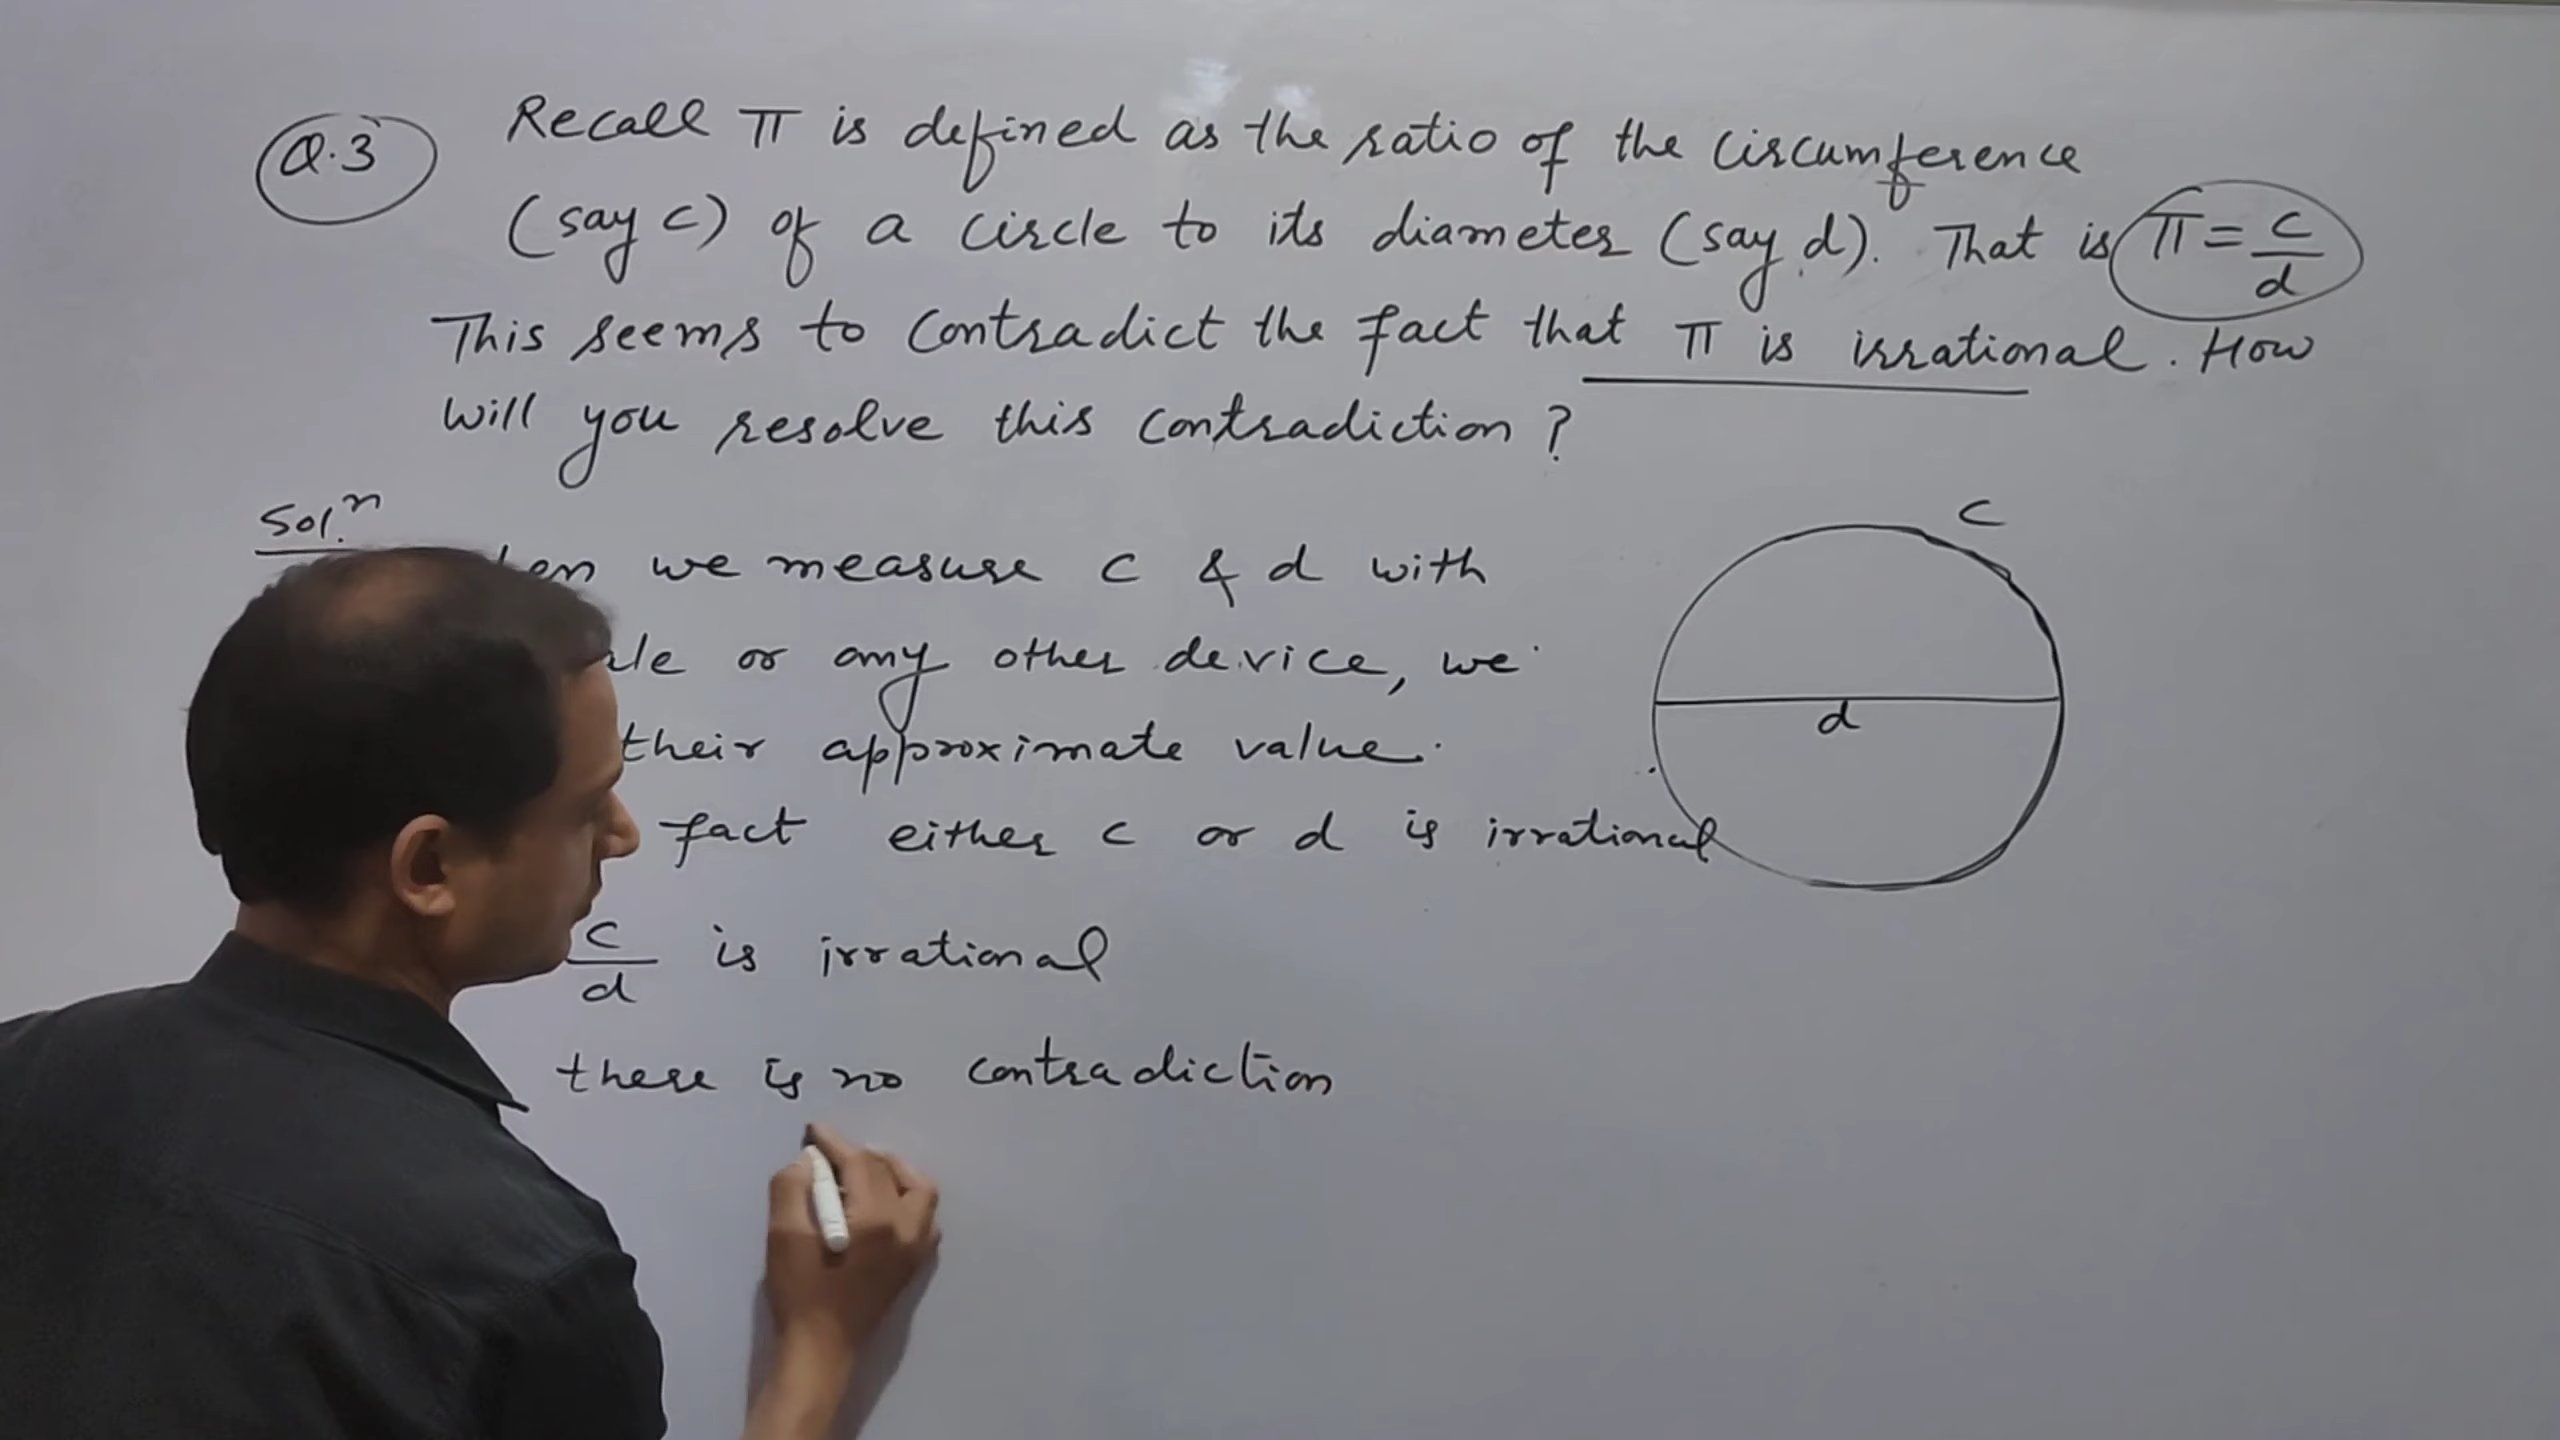 Q.3 Recall π is defined as the ratio of the circumference
(say c) of a circle to its diameter (say d). That is π = c/d
This seems to contradict the fact that π is irrational. How
will you resolve this contradiction?
Sol.n
we measure c & d with
or any other device, we
their approximate value.
fact either c or d is irrational
c/d is irrational
there is no contradiction
c
d